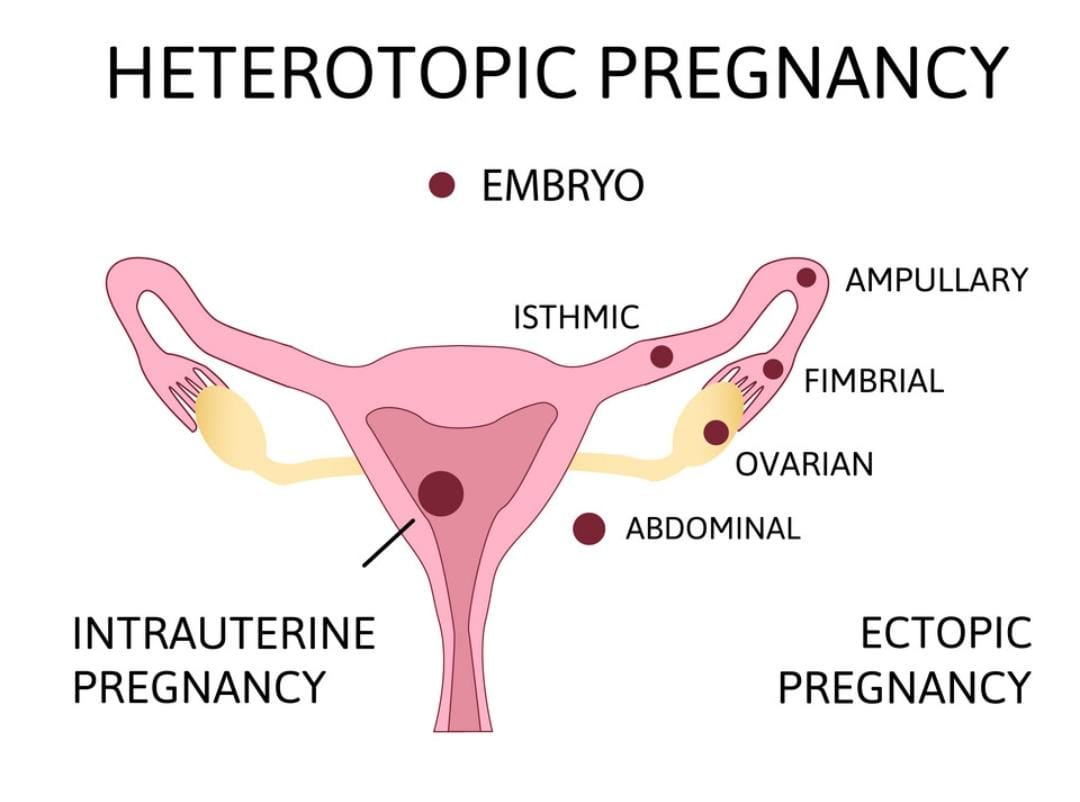 HETEROTOPIC PREGNANCY
EMBRYO
AMPULLARY
ISTHMIC
FIMBRIAL
OVARIAN
ABDOMINAL
INTRAUTERINE
PREGNANCY
ECTOPIC
PREGNANCY